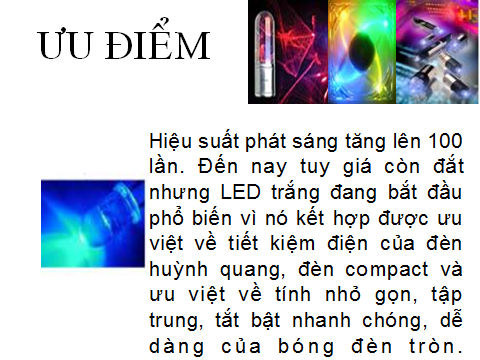 ƯU ĐIỂM
Hiệu suất phát sáng tăng lên 100
lần. Đến nay tuy giá còn đắt
nhưng LED trắng đang bắt đầu
phổ biến vì nó kết hợp được ưu
việt về tiết kiệm điện của đèn
huỳnh quang, đèn compact và
ưu việt về tính nhỏ gọn, tập
trung, tắt bật nhanh chóng, dễ
dàng của bóng đèn tròn.